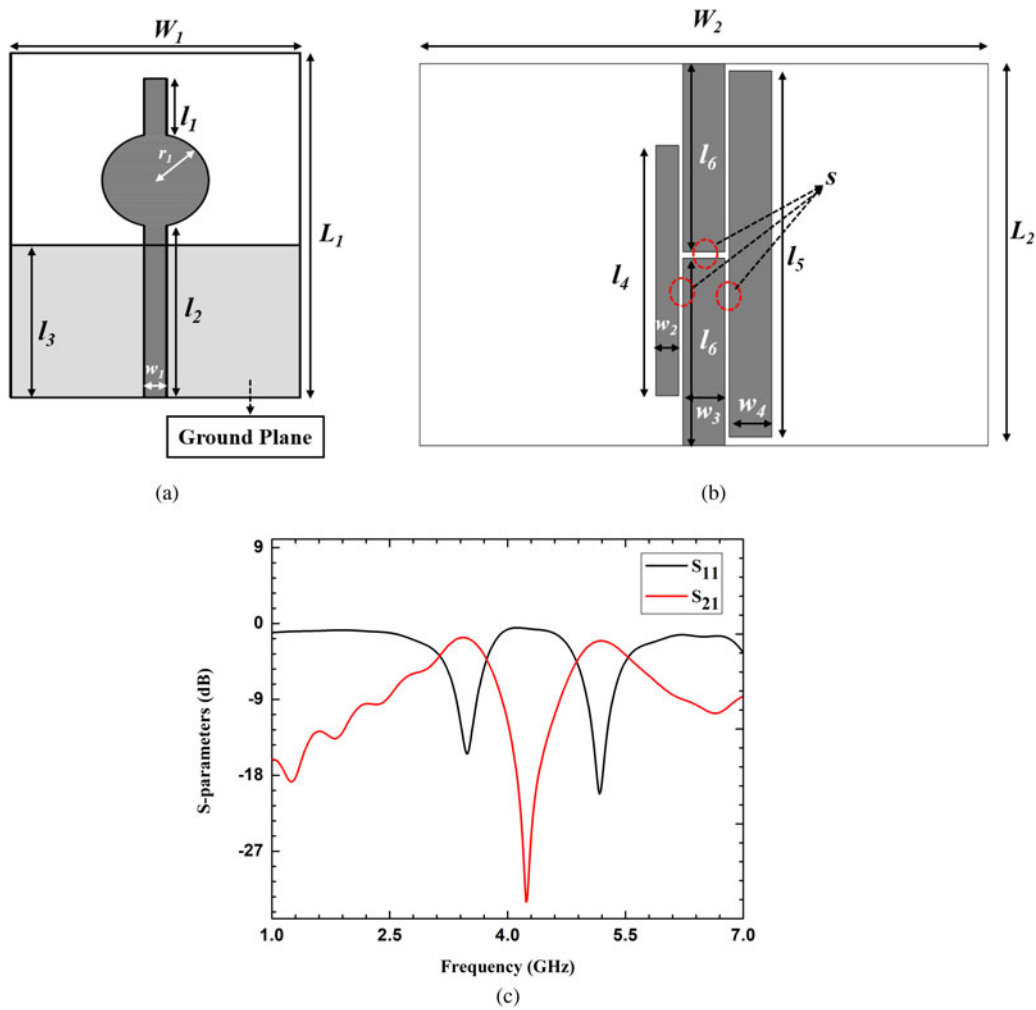 W₁
l₁
r₁
L₁
l₃
l₂
w₁
Ground Plane
(a)
W₂
l₆
s
l₄
l₅
L₂
w₂
l₆
w₃
w₄
(b)
9
0
-9
-18
-27
S-parameters (dB)
S₁₁
S₂₁
1.0 2.5 4.0 5.5 7.0
Frequency (GHz)
(c)